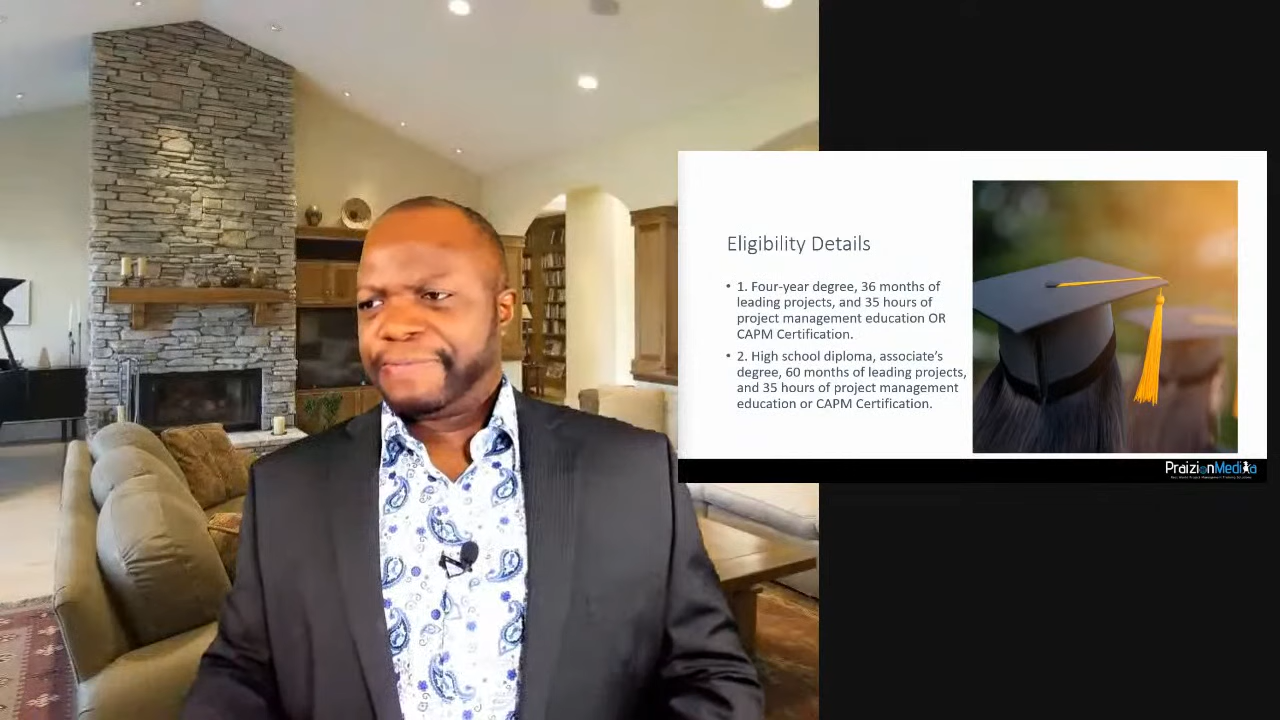 Eligibility Details
• 1. Four-year degree, 36 months of
leading projects, and 35 hours of
project management education OR
CAPM Certification.
• 2. High school diploma, associate's
degree, 60 months of leading projects,
and 35 hours of project management
education or CAPM Certification.
PraizionMedia